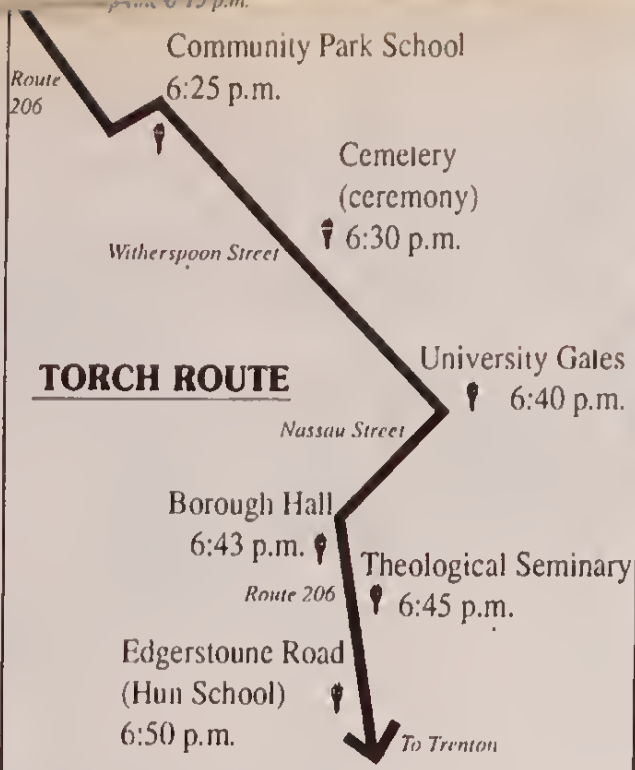 p.m.
Community Park School
6:25 p.m.
Route
206
Cemetery
(ceremony)
6:30 p.m.
Witherspoon Street
University Gates
6:40 p.m.
TORCH ROUTE
Nassau Street
Borough Hall
6:43 p.m.
Theological Seminary
6:45 p.m.
Route 206
Edgerstoune Road
(Hun School)
6:50 p.m.
To Trenton